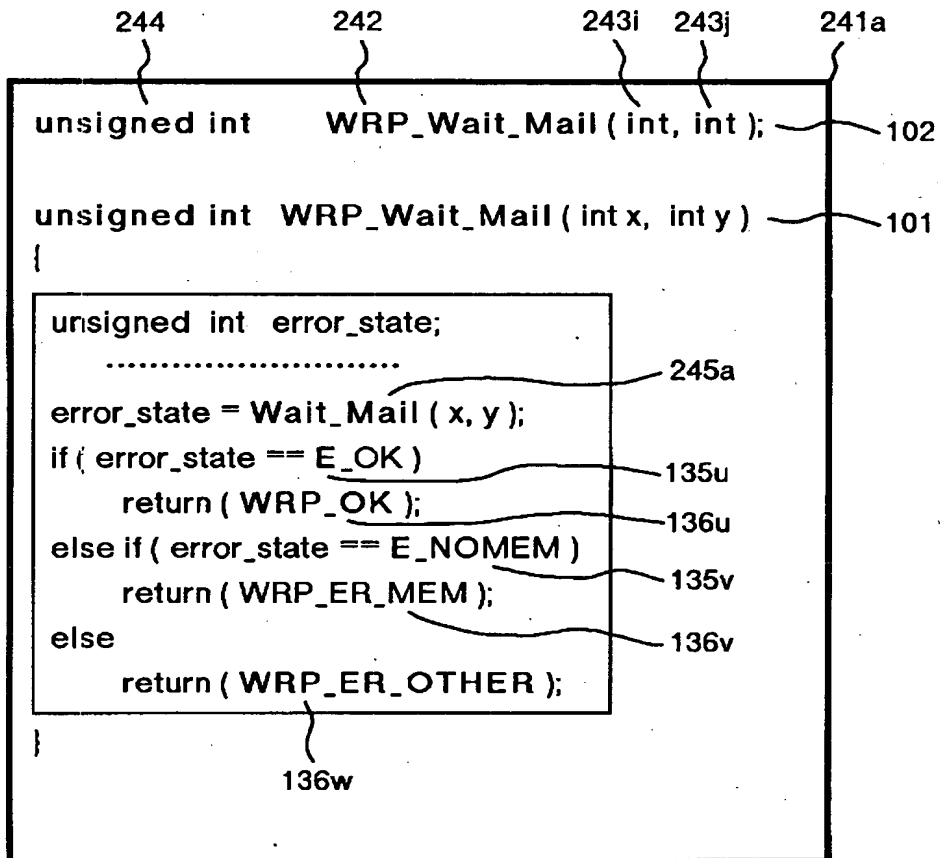 244 242 243i 243j 241a
unsigned int WRP_Wait_Mail ( int, int ); 102
unsigned int WRP_Wait_Mail ( int x, int y ) 101
{
unsigned int error_state;
...........................
245a
error_state = Wait_Mail ( x, y );
if ( error_state == E_OK )
135u
return ( WRP_OK );
136u
else if ( error_state == E_NOMEM )
135v
return ( WRP_ER_MEM );
else
136v
return ( WRP_ER_OTHER );
}
136w